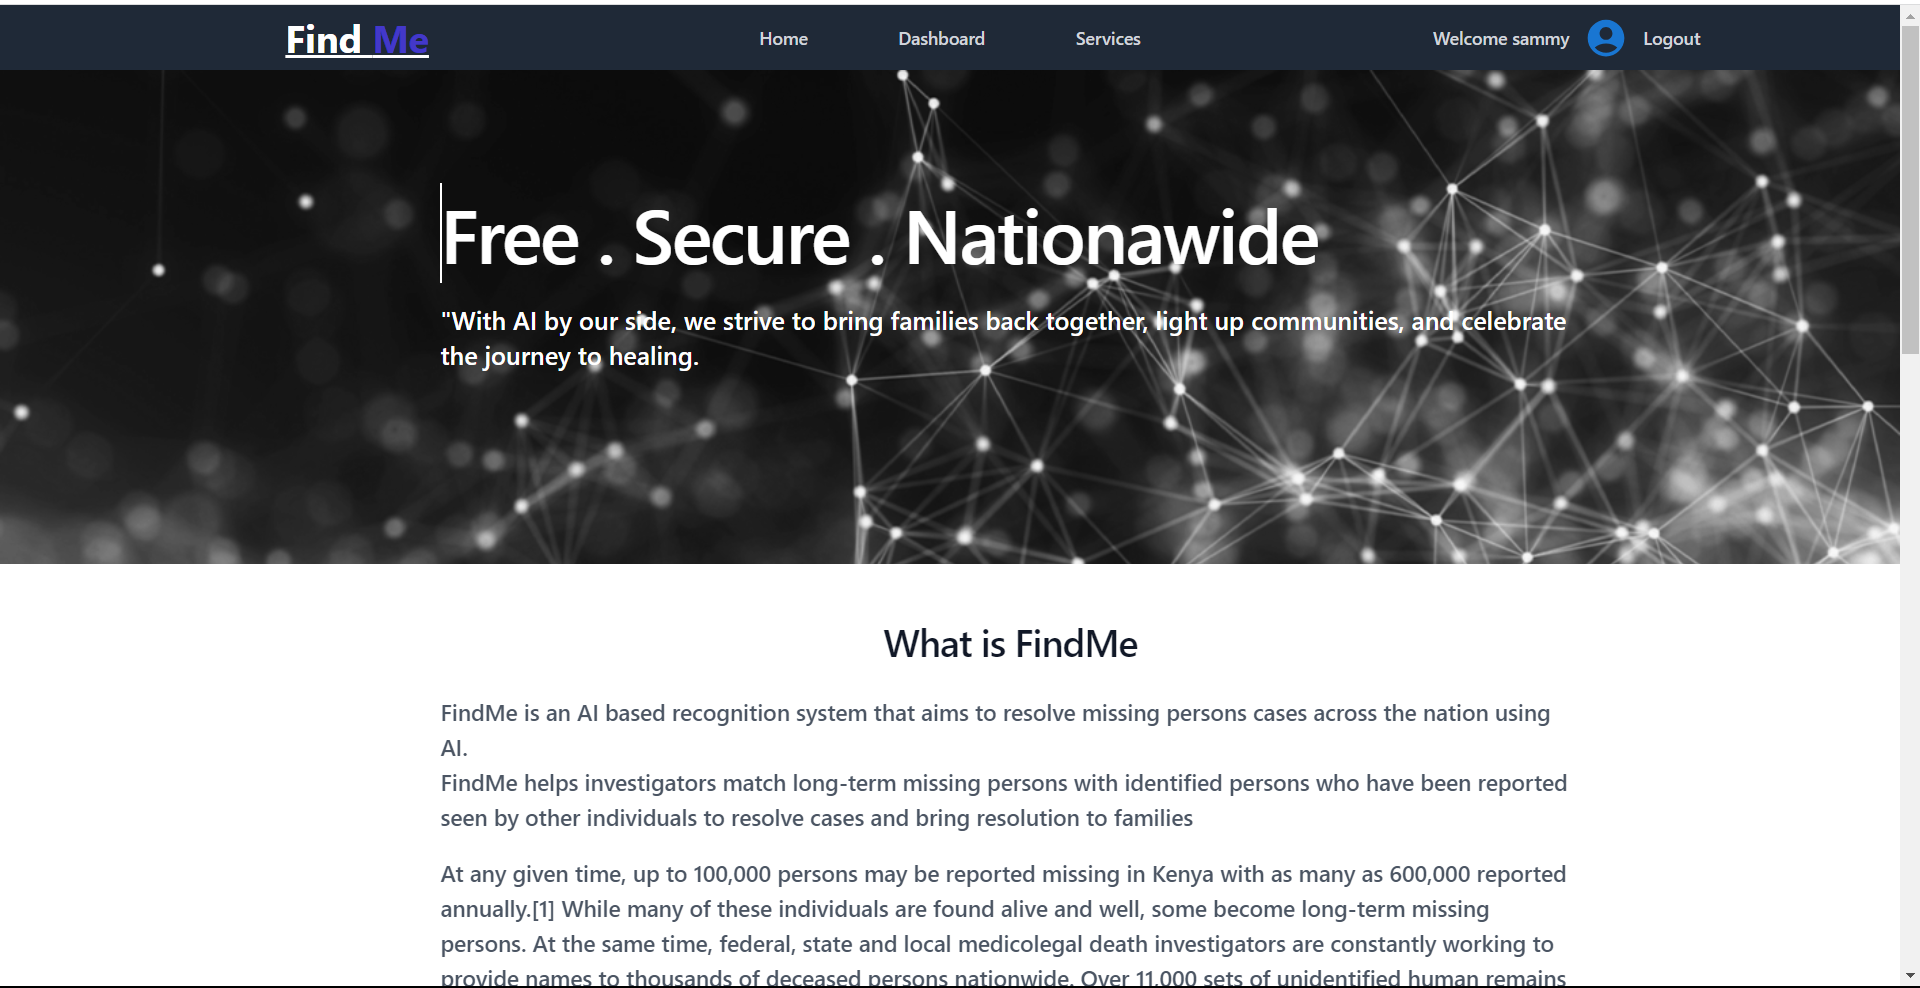 Find Me
Home
Dashboard
Services
Welcome sammy
Logout
Free . Secure . Nationawide
"With AI by our side, we strive to bring families back together, light up communities, and celebrate
the journey to healing.
What is FindMe
FindMe is an AI based recognition system that aims to resolve missing persons cases across the nation using
AI.
FindMe helps investigators match long-term missing persons with identified persons who have been reported
seen by other individuals to resolve cases and bring resolution to families
At any given time, up to 100,000 persons may be reported missing in Kenya with as many as 600,000 reported
annually.[1] While many of these individuals are found alive and well, some become long-term missing
persons. At the same time, federal, state and local medicolegal death investigators are constantly working to
provide names to thousands of deceased persons nationwide. Over 11,000 sets of unidentified human remains